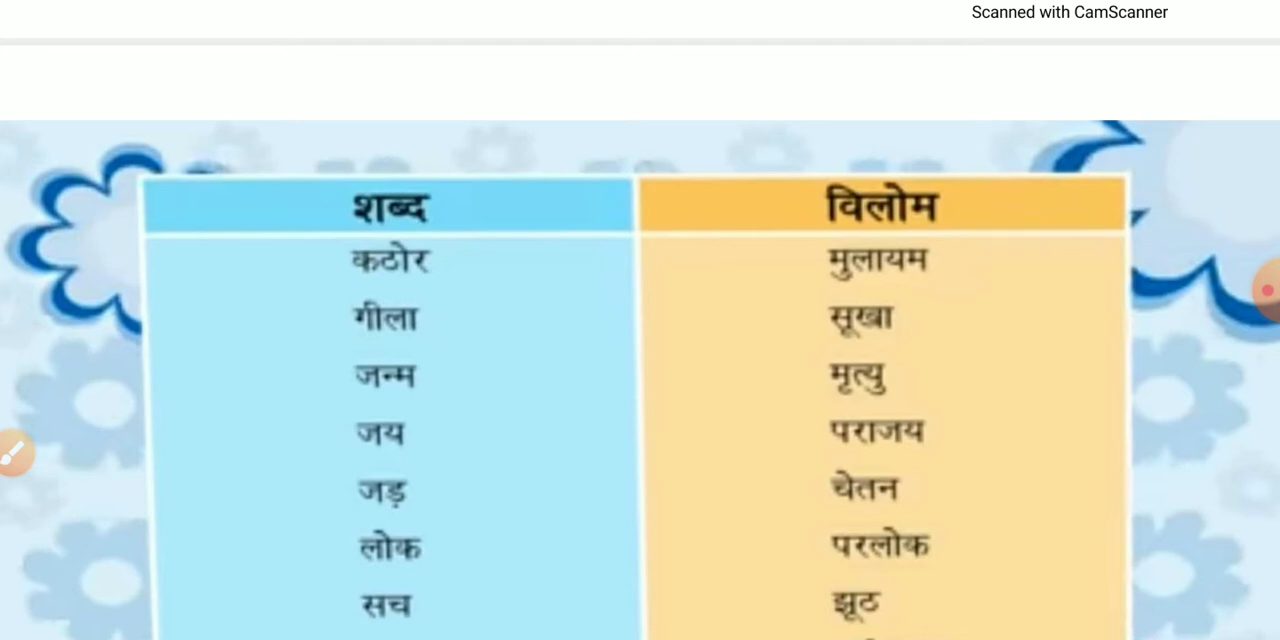 Scanned with CamScanner
शब्द विलोम
कठोर मुलायम
गीला सूखा
जन्म मृत्यु
जय पराजय
जड़ चेतन
लोक परलोक
सच झूठ